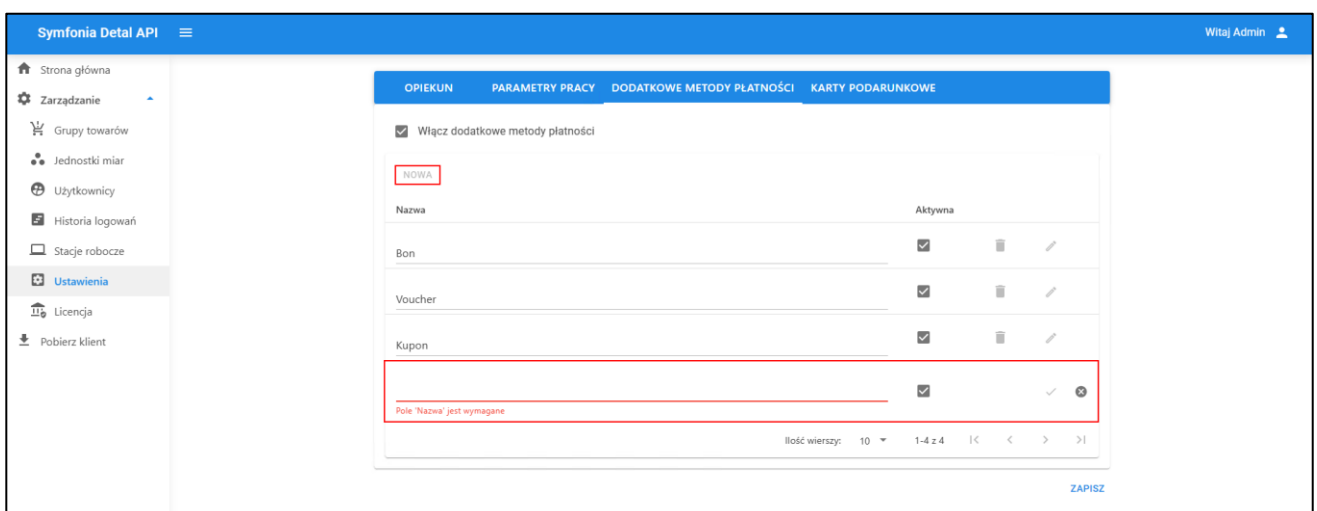 Symfonia Detal API
Witaj Admin
Strona główna
Zarządzanie
Grupy towarów
Jednostki miar
Użytkownicy
Historia logowań
Stacje robocze
Ustawienia
Licencja
Pobierz klient
OPIEKUN PARAMETRY PRACY DODATKOWE METODY PŁATNOŚCI KARTY PODARUNKOWE
Włącz dodatkowe metody płatności
NOWA
Nazwa Aktywna
Bon
Voucher
Kupon
Pole 'Nazwa' jest wymagane
Ilość wierszy: 10 1-4 z 4
ZAPISZ